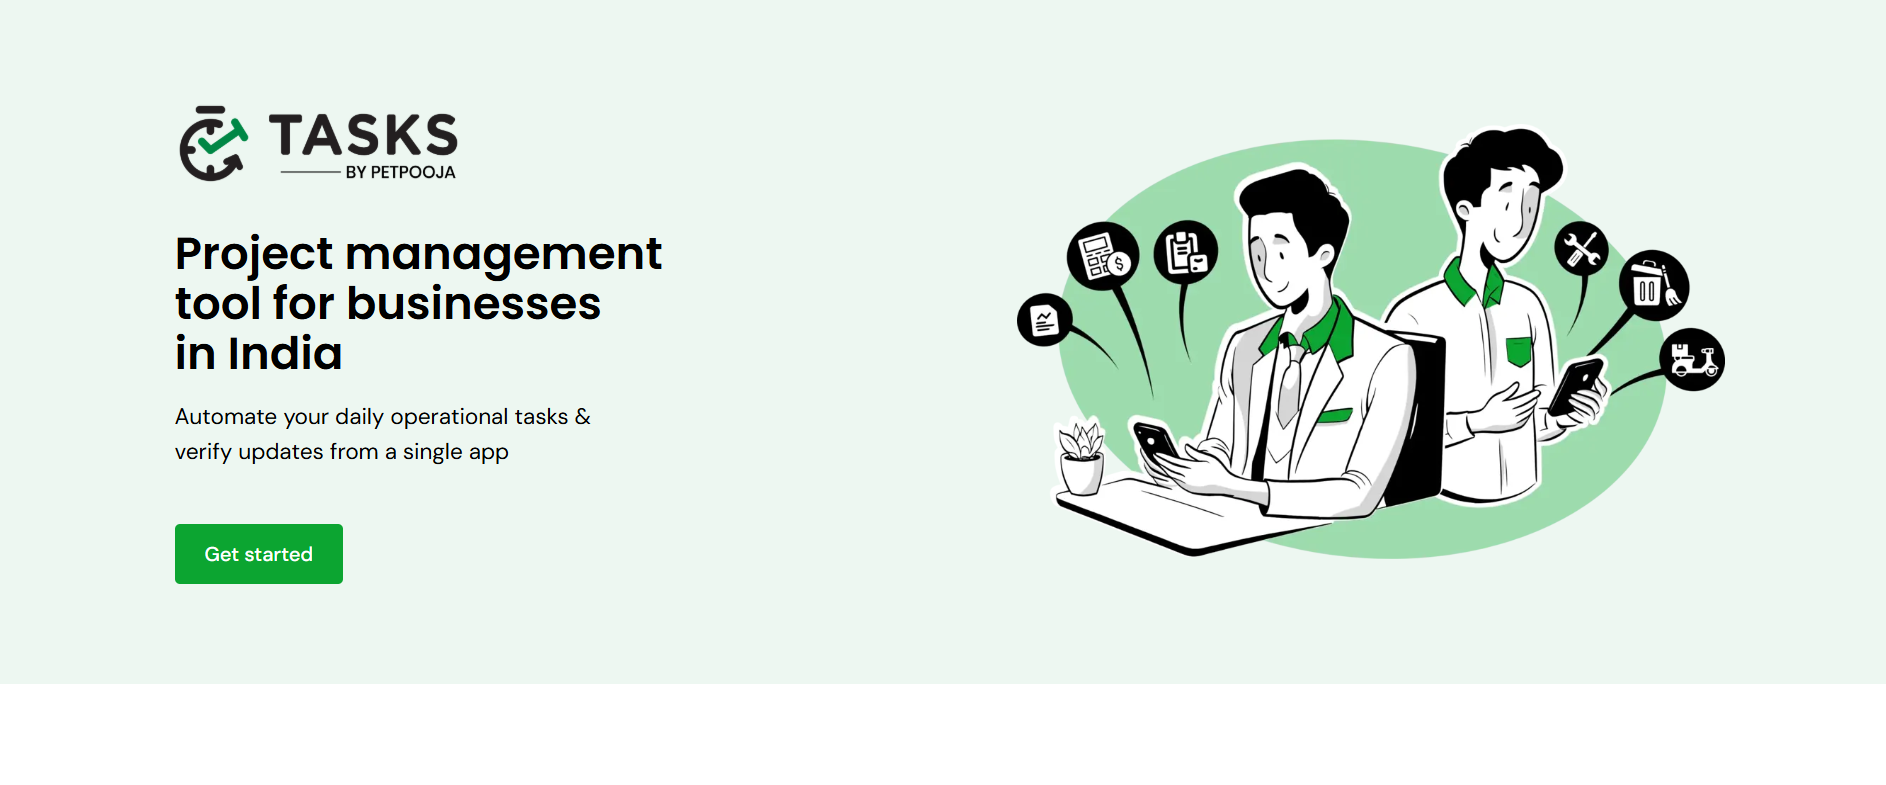 TASKS
BY PETPOOJA
Project management
tool for businesses
in India
Automate your daily operational tasks &
verify updates from a single app
Get started
$